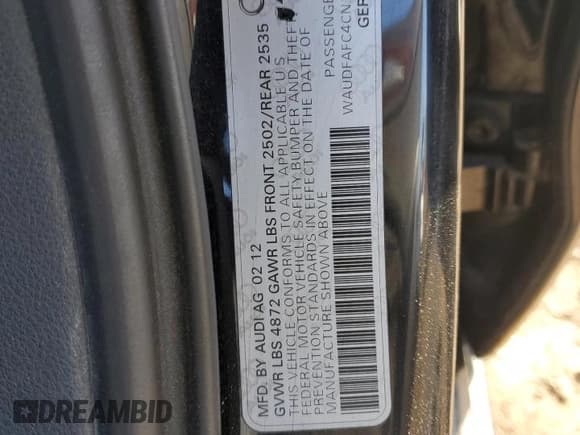 MFD. BY AUDI AG 02 12
GVWR LBS 4872 GAWR LBS FRONT 2502/REAR 2535
THIS VEHICLE CONFORMS TO ALL APPLICABLE U.S.
FEDERAL MOTOR VEHICLE SAFETY, BUMPER AND THEFT
PREVENTION STANDARDS IN EFFECT ON THE DATE OF
MANUFACTURE SHOWN ABOVE
PASSENGE
WAUDFAFC4CN
GER
DREAMBID